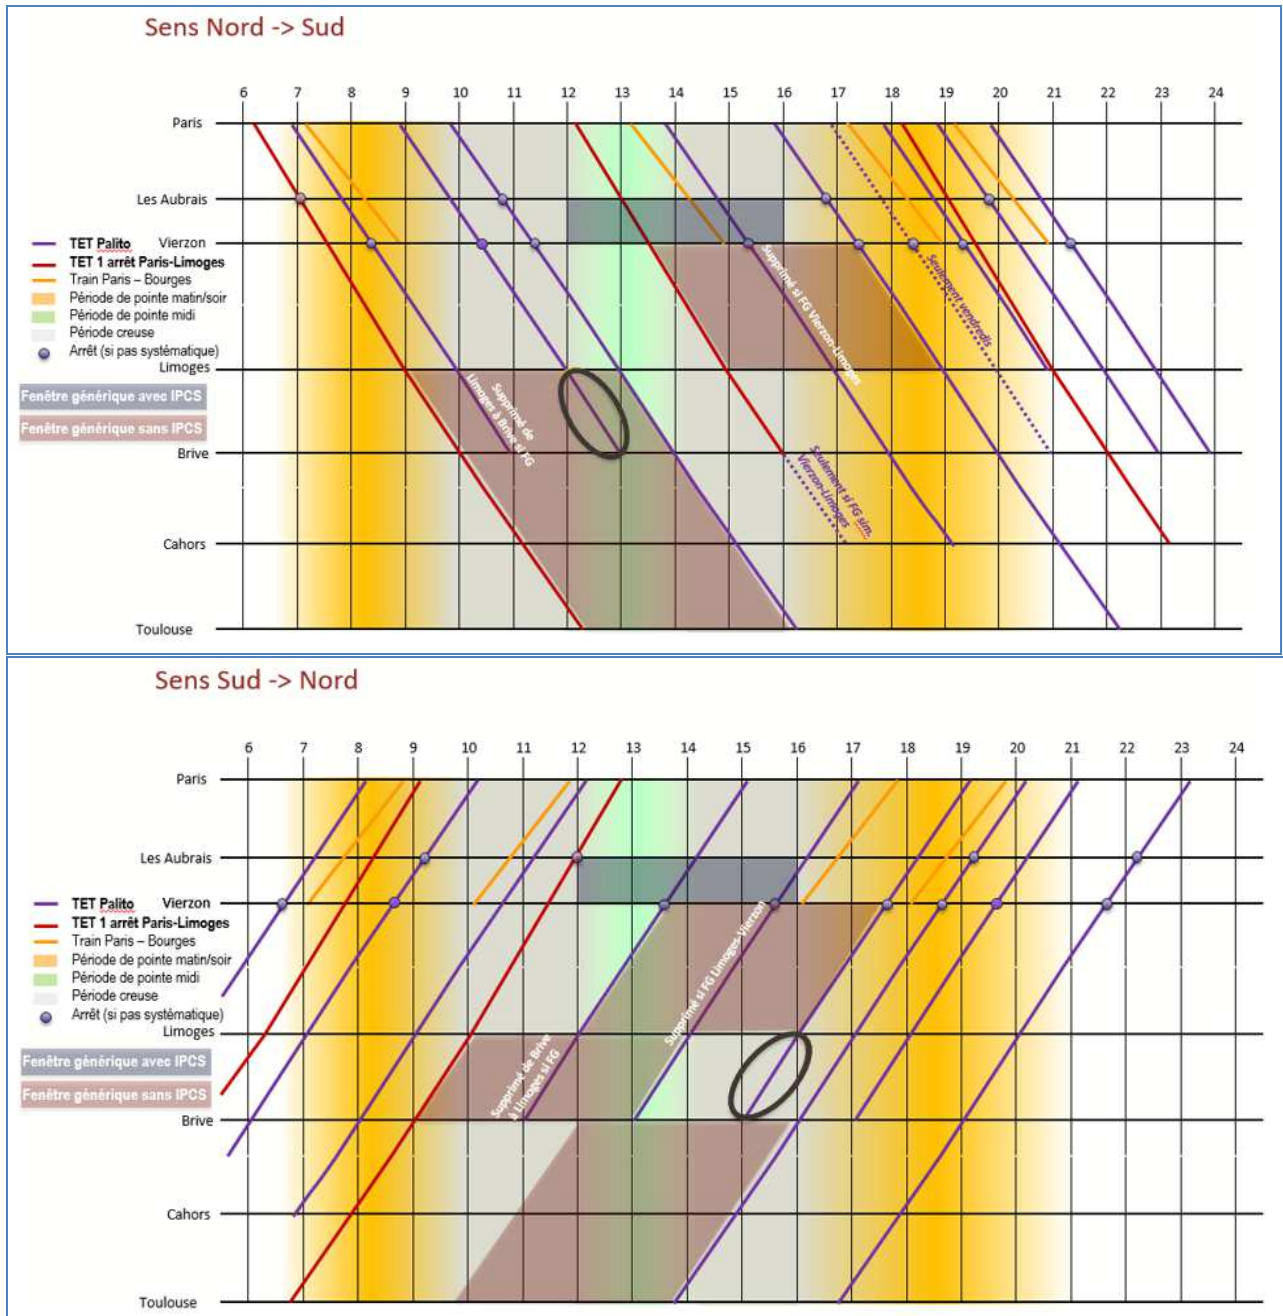 Sens Nord -> Sud
6 7 8 9 10 11 12 13 14 15 16 17 18 19 20 21 22 23 24
Paris
Les Aubrais
TET Palito
Vierzon
TET 1 arrêt Paris-Limoges
Train Paris – Bourges
Période de pointe matin/soir
Période de pointe midi
Période creuse
Arrêt (si pas systématique)
Limoges
Fenêtre générique avec IPCS
Fenêtre générique sans IPCS
Brive
Cahors
Toulouse
Supprimé de
Limoges à Brive si FG
Supprimé si FG Vierzon-Limoges
Seulement vendredis
Seulement si FG sim.
Vierzon-Limoges
Sens Sud -> Nord
6 7 8 9 10 11 12 13 14 15 16 17 18 19 20 21 22 23 24
Paris
Les Aubrais
TET Palito
Vierzon
TET 1 arrêt Paris-Limoges
Train Paris – Bourges
Période de pointe matin/soir
Période de pointe midi
Période creuse
Arrêt (si pas systématique)
Limoges
Fenêtre générique avec IPCS
Fenêtre générique sans IPCS
Brive
Cahors
Toulouse
Supprimé de Brive
à Limoges si FG
Supprimé si FG Limoges-Vierzon